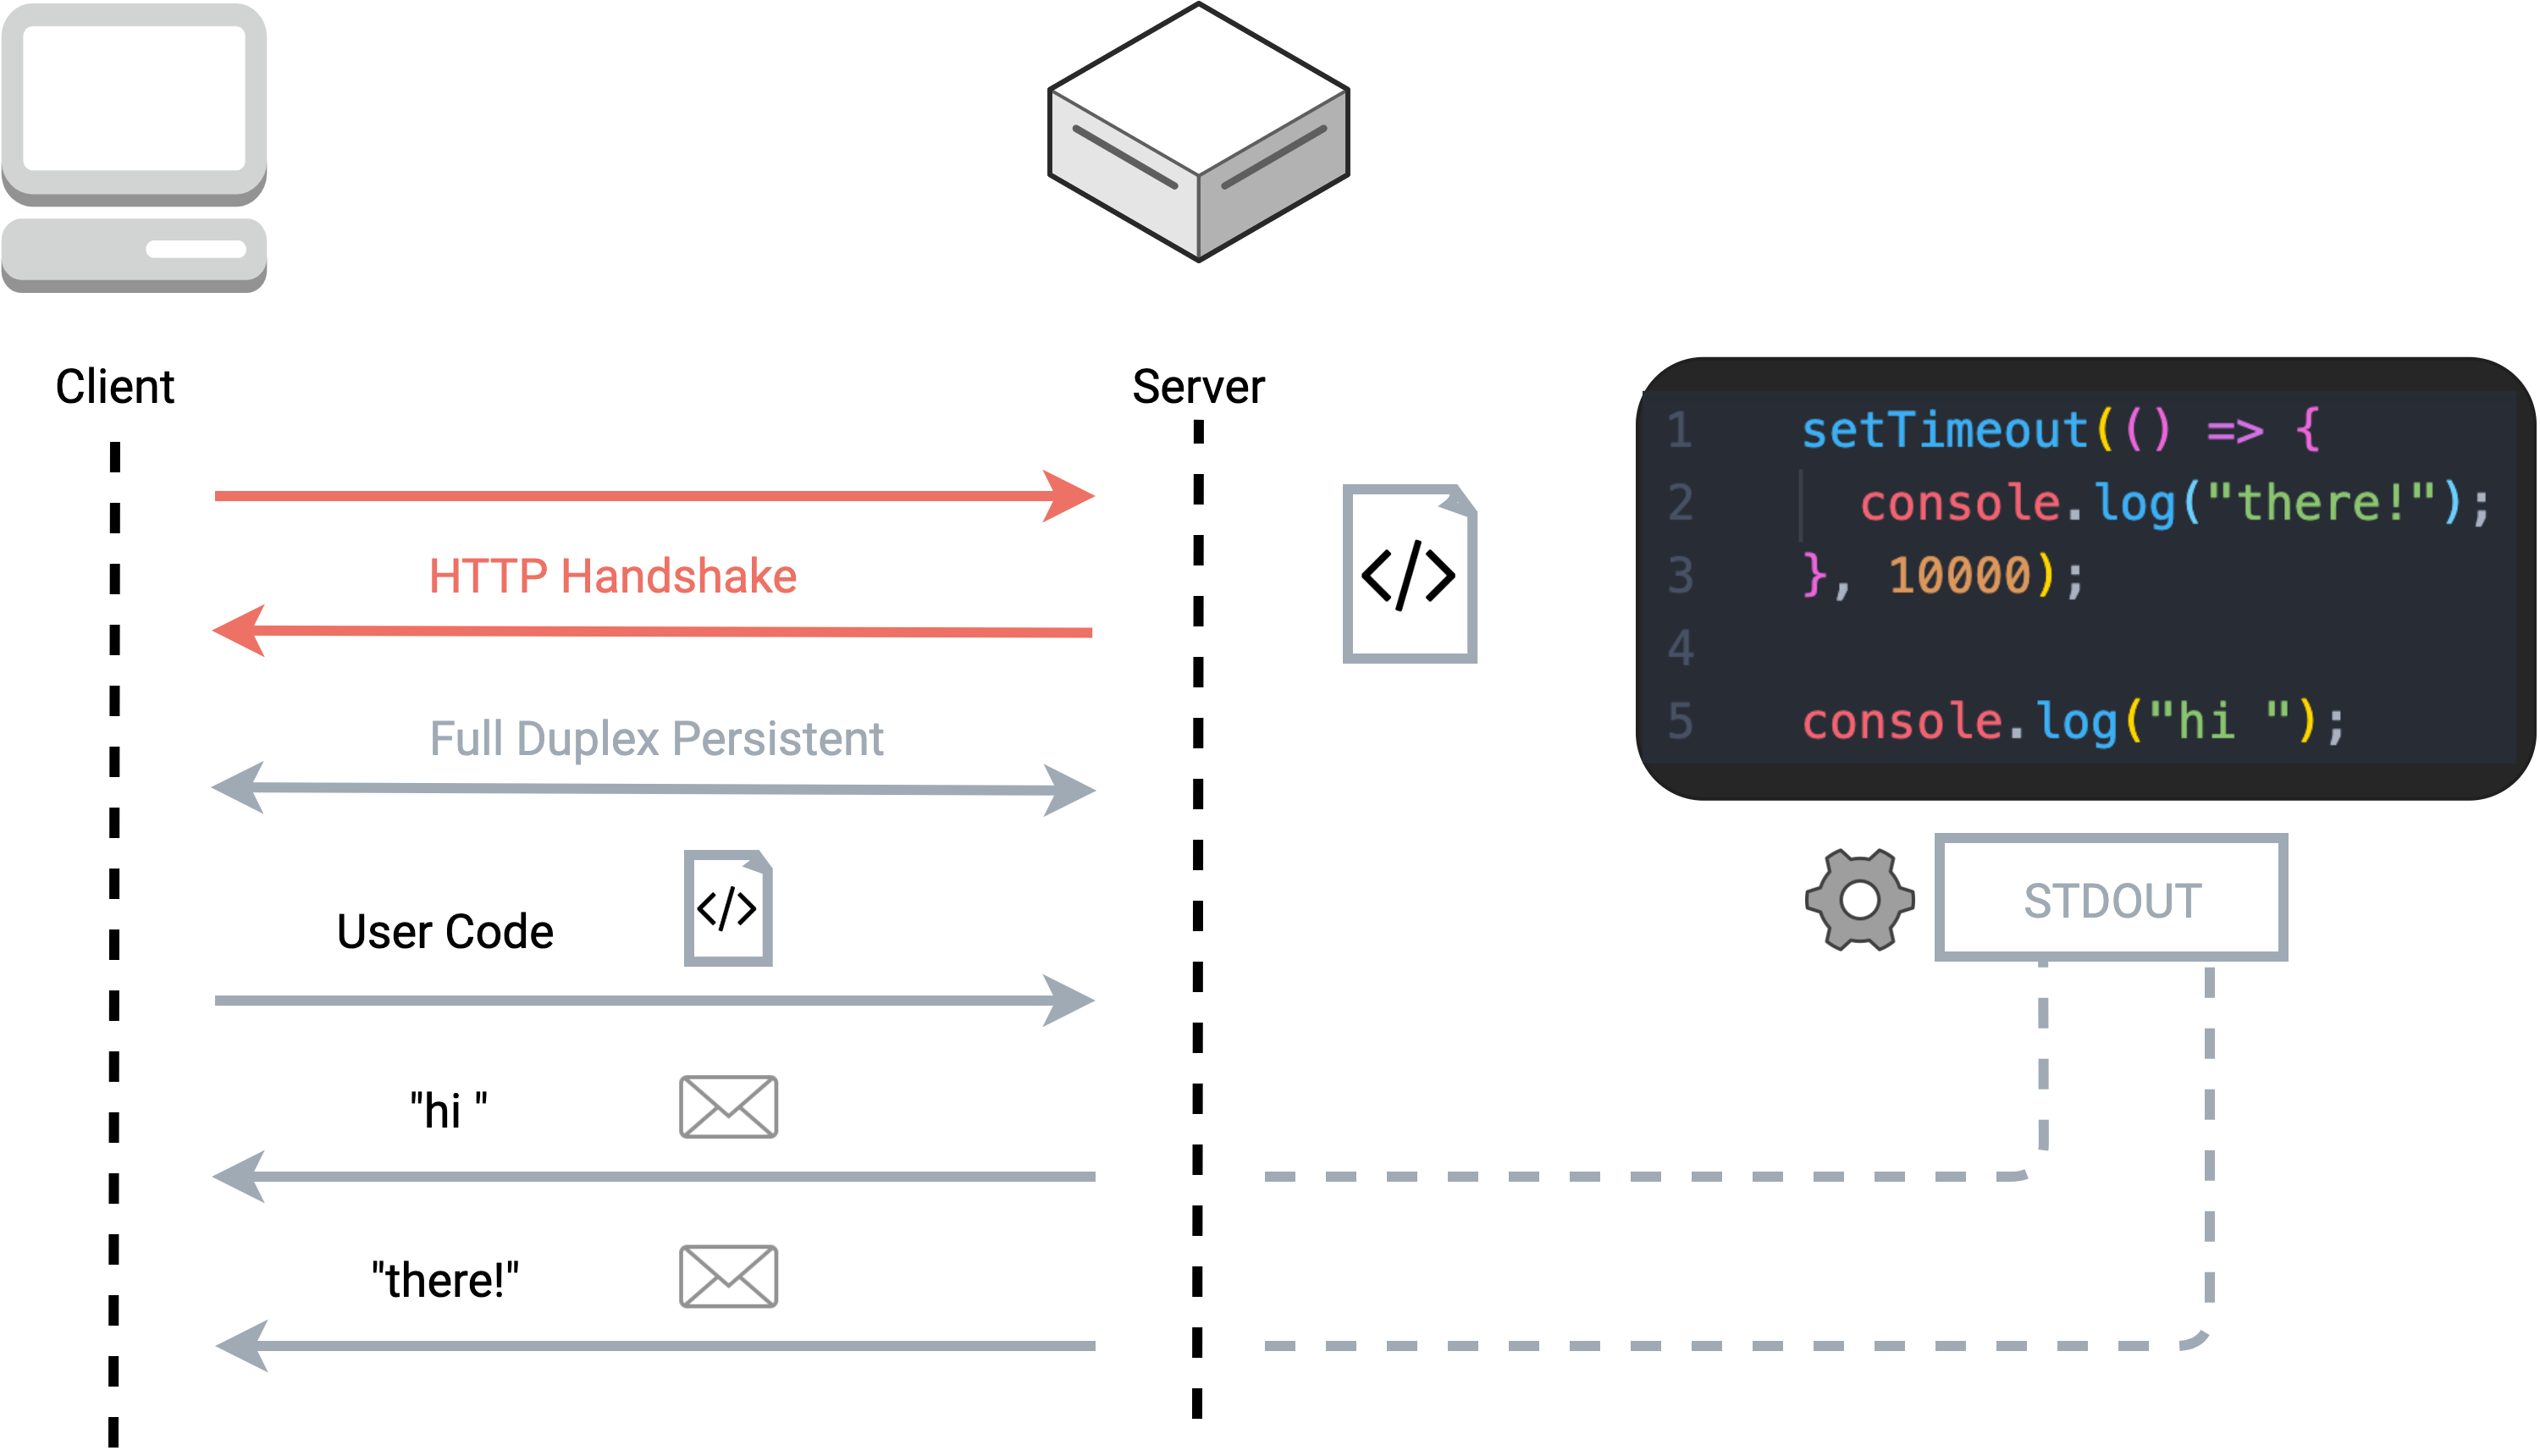 Client
Server
HTTP Handshake
Full Duplex Persistent
User Code
</>
"hi "
"there!"
</>
1 setTimeout(() => {
2   console.log("there!");
3 }, 10000);
4
5 console.log("hi ");
STDOUT